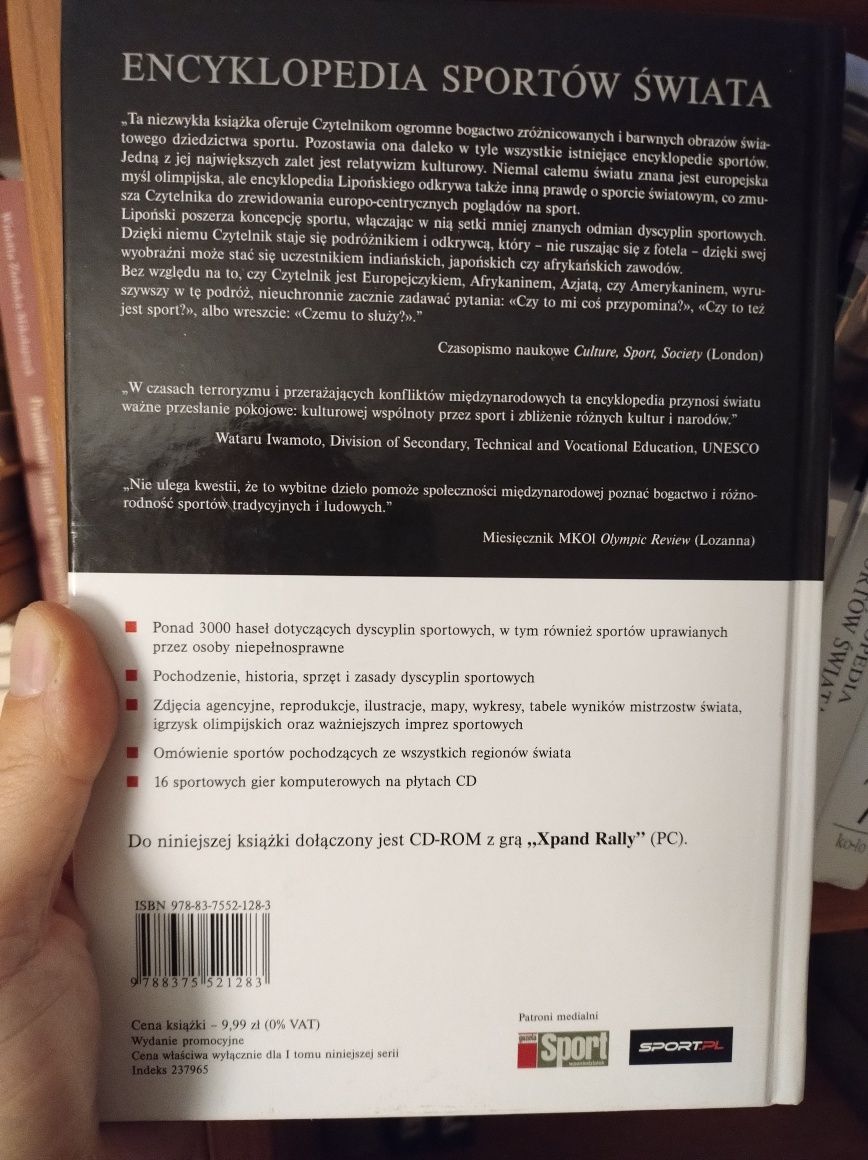 ENCYKLOPEDIA SPORTÓW ŚWIATA
„Ta niezwykła książka oferuje Czytelnikom ogromne bogactwo zróżnicowanych i barwnych obrazów świa-
towego dziedzictwa sportu. Pozostawia ona daleko w tyle wszystkie istniejące encyklopedie sportów.
Jedną z jej największych zalet jest relatywizm kulturowy. Niemal całemu światu znana jest europejska
myśl olimpijska, ale encyklopedia Lipońskiego odkrywa także inną prawdę o sporcie światowym, co zmu-
sza Czytelnika do zrewidowania europo-centrycznych poglądów na sport.
Lipoński poszerza koncepcję sportu, włączając w nią setki mniej znanych odmian dyscyplin sportowych.
Dzięki niemu Czytelnik staje się podróżnikiem i odkrywcą, który – nie ruszając się z fotela – dzięki swej
wyobraźni może stać się uczestnikiem indiańskich, japońskich czy afrykańskich zawodów.
Bez względu na to, czy Czytelnik jest Europejczykiem, Afrykaninem, Azjatą, czy Amerykaninem, wyru-
szywszy w tę podróż, nieuchronnie zacznie zadawać pytania: «Czy to mi coś przypomina?», «Czy to też
jest sport?», albo wreszcie: «Czemu to służy?».”
Czasopismo naukowe Culture, Sport, Society (London)
„W czasach terroryzmu i przerażających konfliktów międzynarodowych ta encyklopedia przynosi światu
ważne przesłanie pokojowe: kulturowej wspólnoty przez sport i zbliżenie różnych kultur i narodów.”
Wataru Iwamoto, Division of Secondary, Technical and Vocational Education, UNESCO
„Nie ulega kwestii, że to wybitne dzieło pomoże społeczności międzynarodowej poznać bogactwo i różno-
rodność sportów tradycyjnych i ludowych.”
Miesięcznik MKOl Olympic Review (Lozanna)
Ponad 3000 haseł dotyczących dyscyplin sportowych, w tym również sportów uprawianych
przez osoby niepełnosprawne
Pochodzenie, historia, sprzęt i zasady dyscyplin sportowych
Zdjęcia agencyjne, reprodukcje, ilustracje, mapy, wykresy, tabele wyników mistrzostw świata,
igrzysk olimpijskich oraz ważniejszych imprez sportowych
Omówienie sportów pochodzących ze wszystkich regionów świata
16 sportowych gier komputerowych na płytach CD
Do niniejszej książki dołączony jest CD-ROM z grą „Xpand Rally” (PC).
ISBN 978-83-7552-128-3
9 788375 521283
Cena książki – 9,99 zł (0% VAT)
Wydanie promocyjne
Cena właściwa wyłącznie dla I tomu niniejszej serii
Indeks 237965
Patroni medialni
gazeta
Sport
SPORT.PL
ŚWIATA